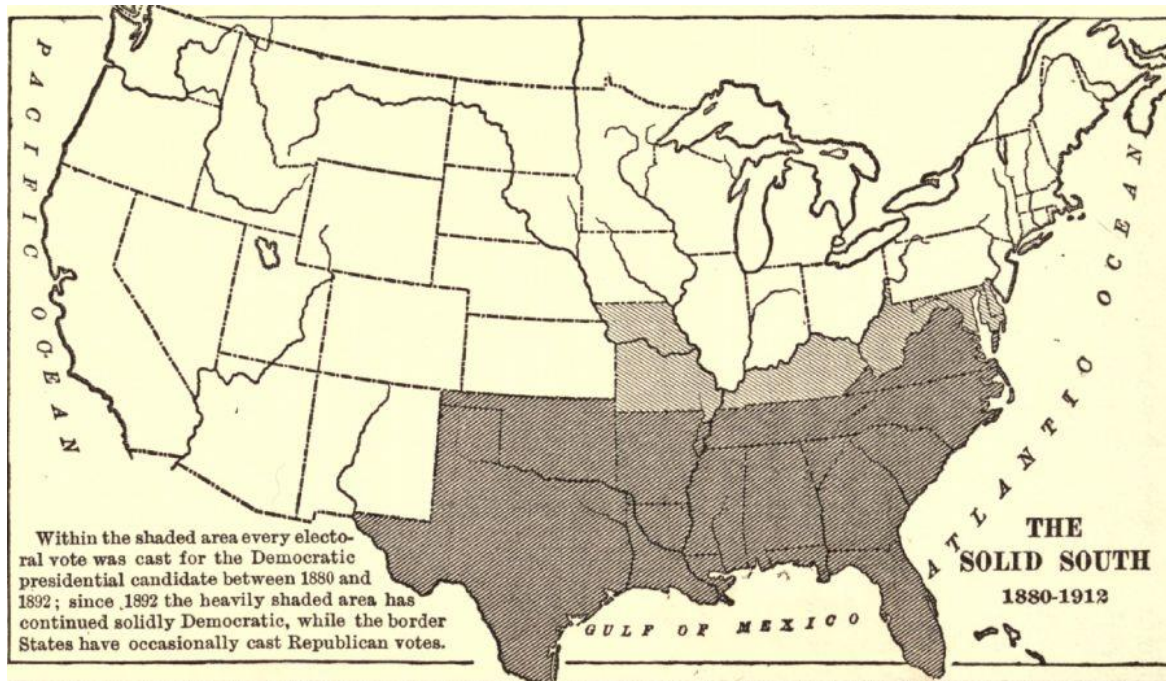 PACIFIC OCEAN
ATLANTIC OCEAN
Within the shaded area every electo-
ral vote was cast for the Democratic
presidential candidate between 1880 and
1892; since 1892 the heavily shaded area has
continued solidly Democratic, while the border
States have occasionally cast Republican votes.
GULF OF MEXICO
THE
SOLID SOUTH
1880-1912